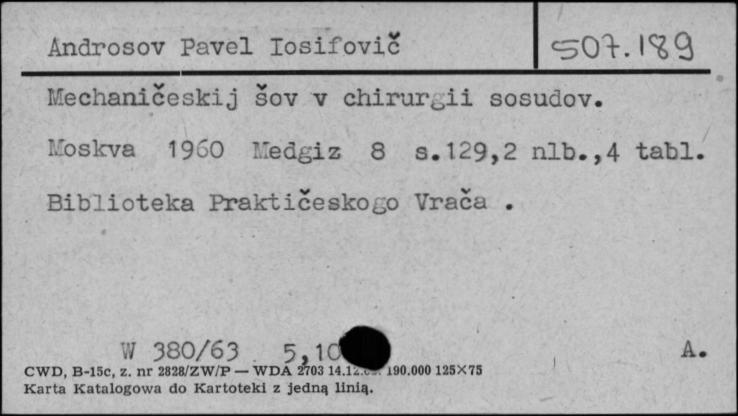 Androsov Pavel Iosifovič 507.189
Mechaničeskij šov v chirurgii sosudov.
Moskva 1960 Medgiz 8 s.129,2 nlb.,4 tabl.
Biblioteka Praktičeskogo Vrača .
W 380/63 5,10 A.
CWD, B-15c, z. nr 2828/ZW/P — WDA 2703 190.000 125×75
Karta Katalogowa do Kartoteki z jedną linią.